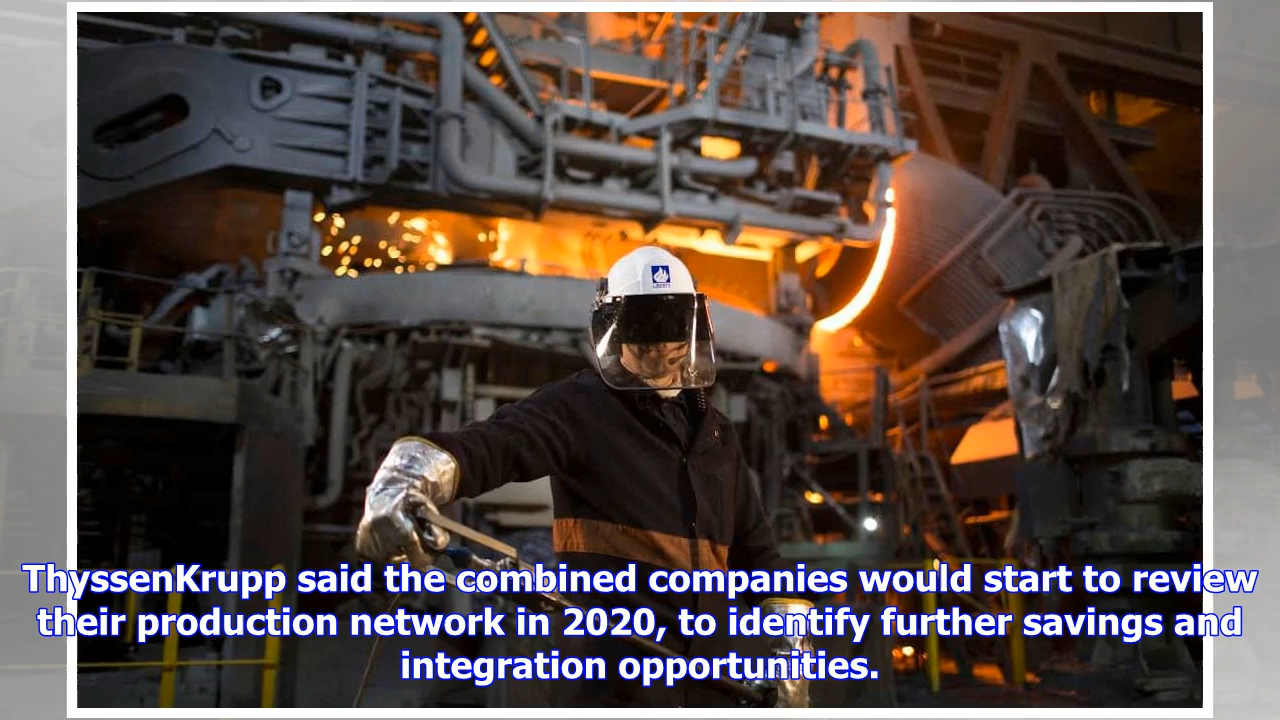 LIBERTY
ThyssenKrupp said the combined companies would start to review
their production network in 2020, to identify further savings and
integration opportunities.